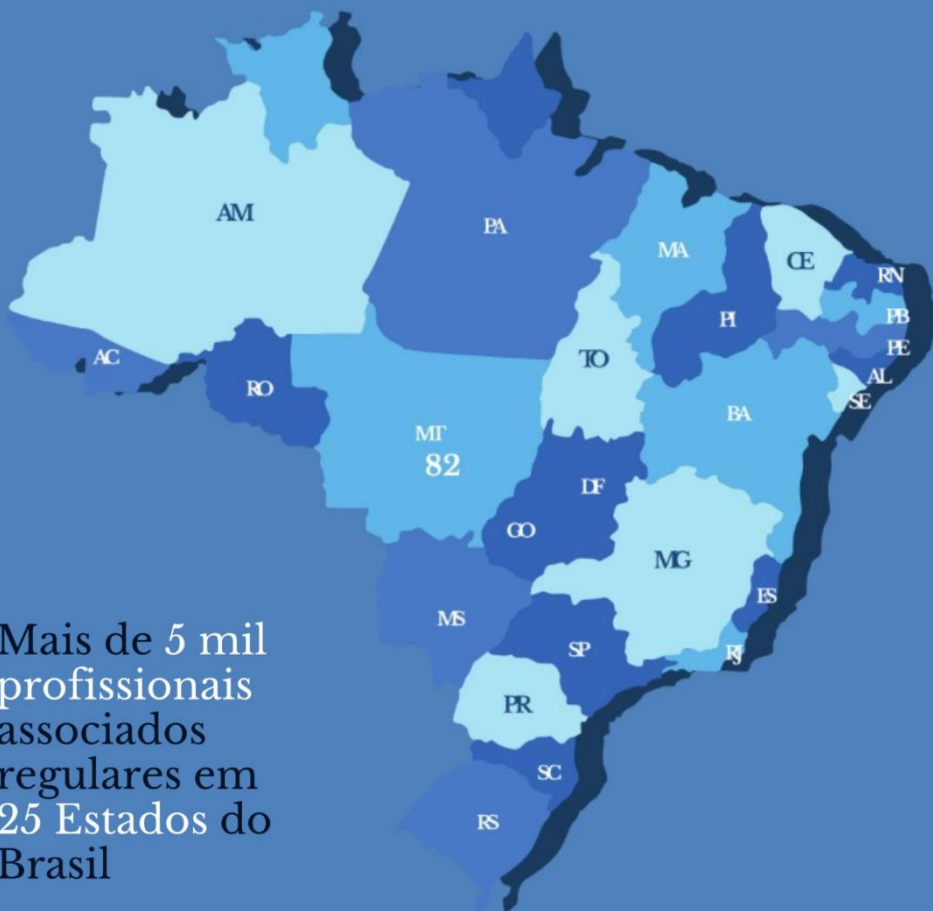 AM
PA
MA
CE
RN
PB
PE
AL
SE
PI
TO
AC
RO
BA
MT
82
DF
GO
MG
ES
MS
SP
RJ
PR
SC
RS
Mais de 5 mil
profissionais
associados
regulares em
25 Estados do
Brasil